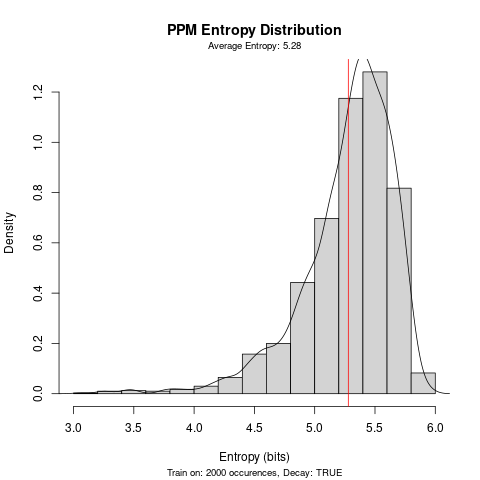 PPM Entropy Distribution
Average Entropy: 5.28
Density
1.2
1.0
0.8
0.6
0.4
0.2
0.0
3.0 3.5 4.0 4.5 5.0 5.5 6.0
Entropy (bits)
Train on: 2000 occurences, Decay: TRUE